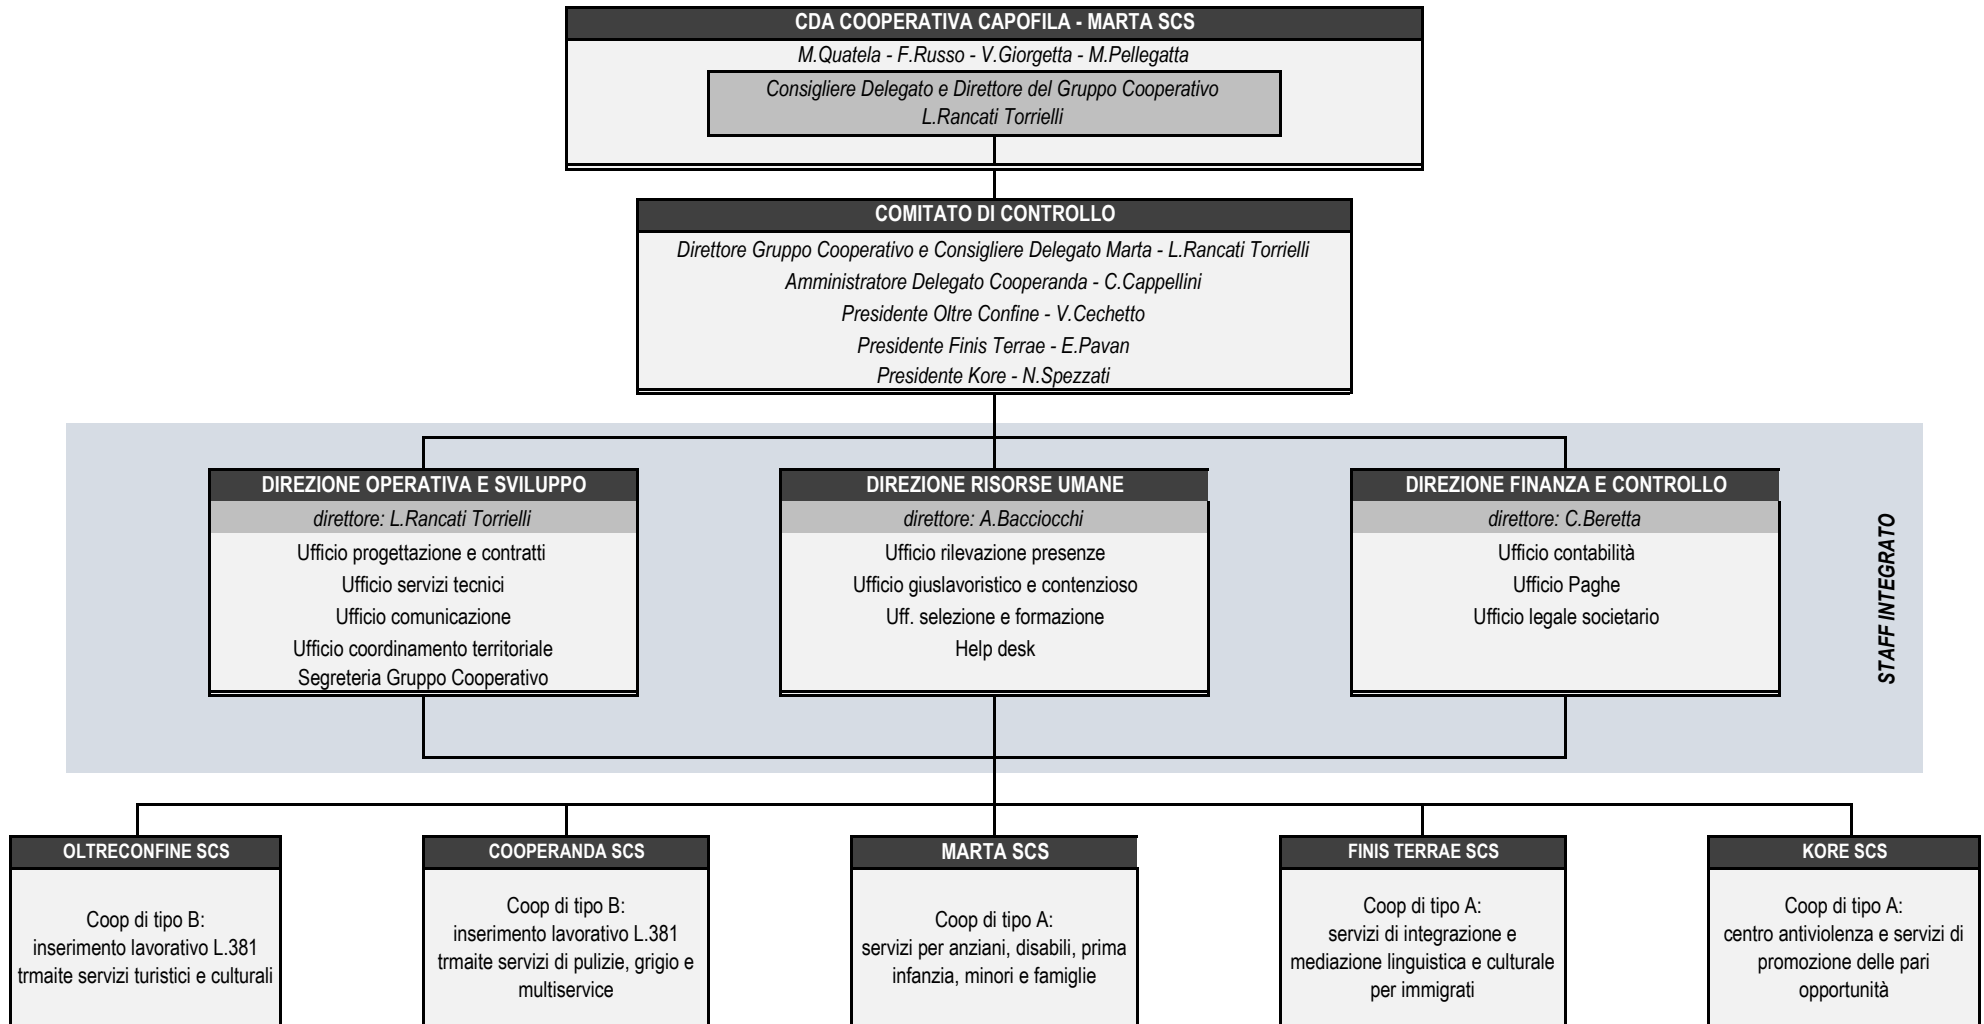 CDA COOPERATIVA CAPOFILA - MARTA SCS
M.Quatela - F.Russo - V.Giorgetta - M.Pellegatta
Consigliere Delegato e Direttore del Gruppo Cooperativo
L.Rancati Torrielli
COMITATO DI CONTROLLO
Direttore Gruppo Cooperativo e Consigliere Delegato Marta - L.Rancati Torrielli
Amministratore Delegato Cooperanda - C.Cappellini
Presidente Oltre Confine - V.Cechetto
Presidente Finis Terrae - E.Pavan
Presidente Kore - N.Spezzati
DIREZIONE OPERATIVA E SVILUPPO
direttore: L.Rancati Torrielli
Ufficio progettazione e contratti
Ufficio servizi tecnici
Ufficio comunicazione
Ufficio coordinamento territoriale
Segreteria Gruppo Cooperativo
DIREZIONE RISORSE UMANE
direttore: A.Bacciocchi
Ufficio rilevazione presenze
Ufficio giuslavoristico e contenzioso
Uff. selezione e formazione
Help desk
DIREZIONE FINANZA E CONTROLLO
direttore: C.Beretta
Ufficio contabilità
Ufficio Paghe
Ufficio legale societario
STAFF INTEGRATO
OLTRECONFINE SCS
Coop di tipo B:
inserimento lavorativo L.381
trmaite servizi turistici e culturali
COOPERANDA SCS
Coop di tipo B:
inserimento lavorativo L.381
trmaite servizi di pulizie, grigio e
multiservice
MARTA SCS
Coop di tipo A:
servizi per anziani, disabili, prima
infanzia, minori e famiglie
FINIS TERRAE SCS
Coop di tipo A:
servizi di integrazione e
mediazione linguistica e culturale
per immigrati
KORE SCS
Coop di tipo A:
centro antiviolenza e servizi di
promozione delle pari
opportunità